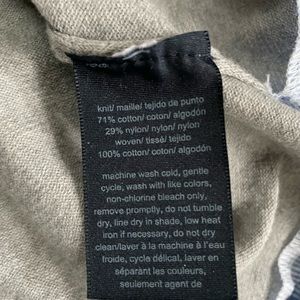 knit/ maille/ tejido de punto
71% cotton/ coton/ algodón
29% nylon/ nylon/ nylon
woven/ tissé/ tejido
100% cotton/ coton/ algodón
machine wash cold, gentle
cycle, wash with like colors,
non-chlorine bleach only,
remove promptly, do not tumble
dry, line dry in shade, low heat
iron if necessary, do not dry
clean/laver à la machine à l'eau
froide, cycle délicat, laver en
séparant les couleurs,
seulement agent de